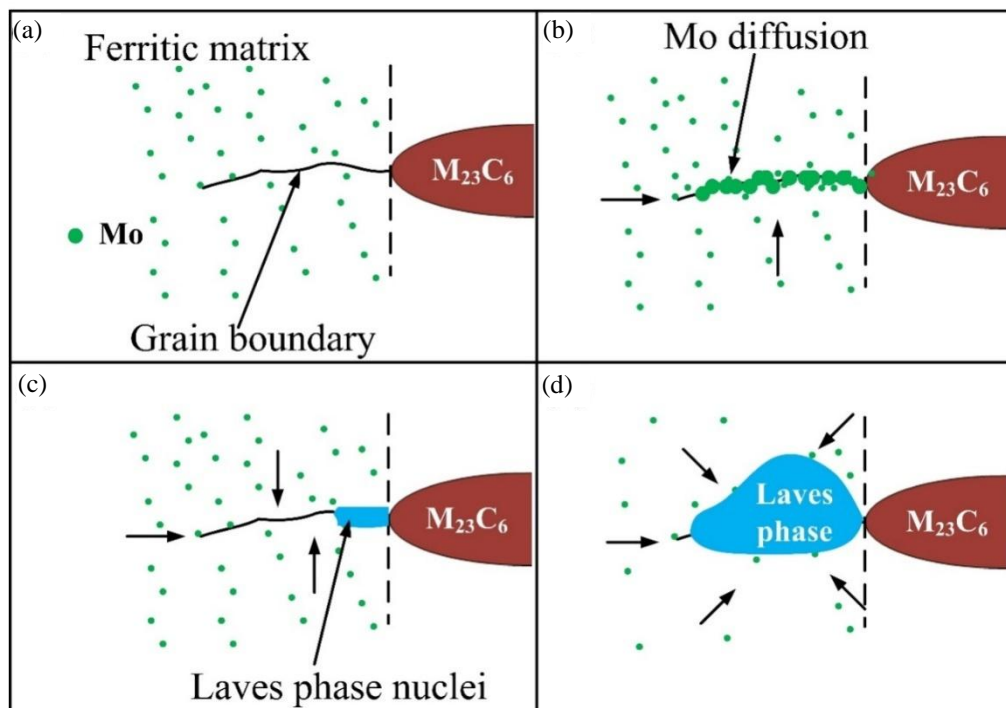 (a)
Ferritic matrix
M₂₃C₆
Mo
Grain boundary
(b)
Mo diffusion
M₂₃C₆
(c)
M₂₃C₆
Laves phase nuclei
(d)
Laves
phase
M₂₃C₆